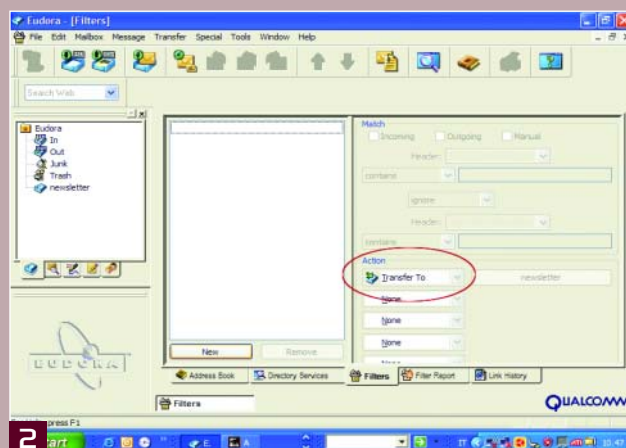 Eudora - [Filters]
File Edit Mailbox Message Transfer Special Tools Window Help
Search Web
Eudora
In
Out
Junk
Trash
newsletter
Match
Incoming Outgoing Manual
Header:
contains
ignore
Header:
contains
Action
Transfer To newsletter
None
None
None
New Remove
EUDORA
Address Book Directory Services Filters Filter Report Link History
Filters
QUALCOMM
press F1
2
start E. A IT 10.47